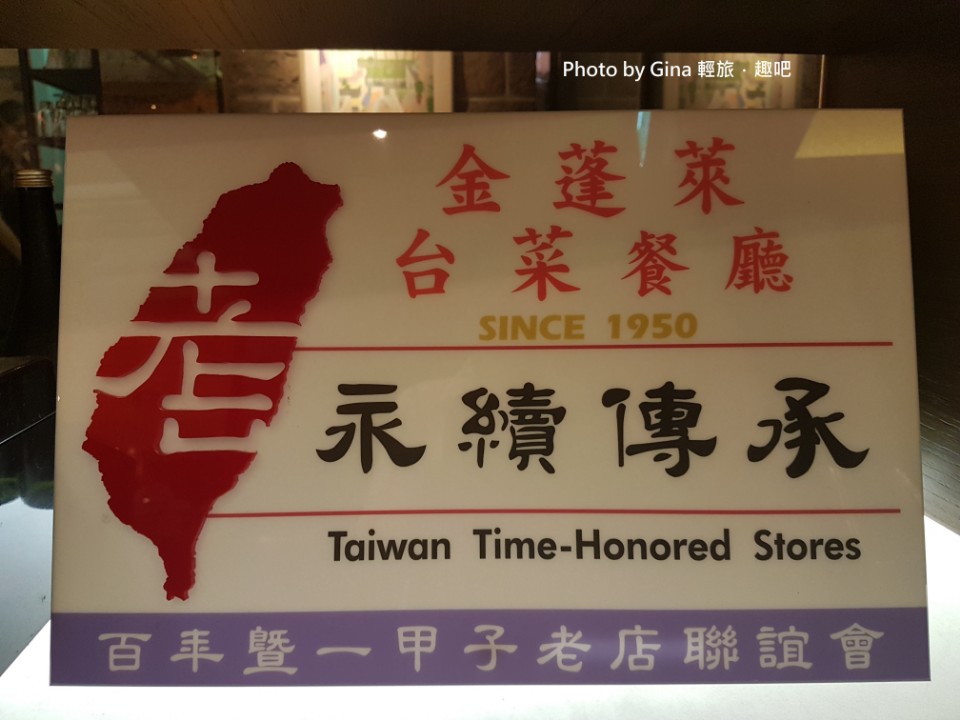 Photo by Gina 輕旅．趣吧
金蓬萊
台菜餐廳
SINCE 1950
老店
永續傳承
Taiwan Time-Honored Stores
百年暨一甲子老店聯誼會